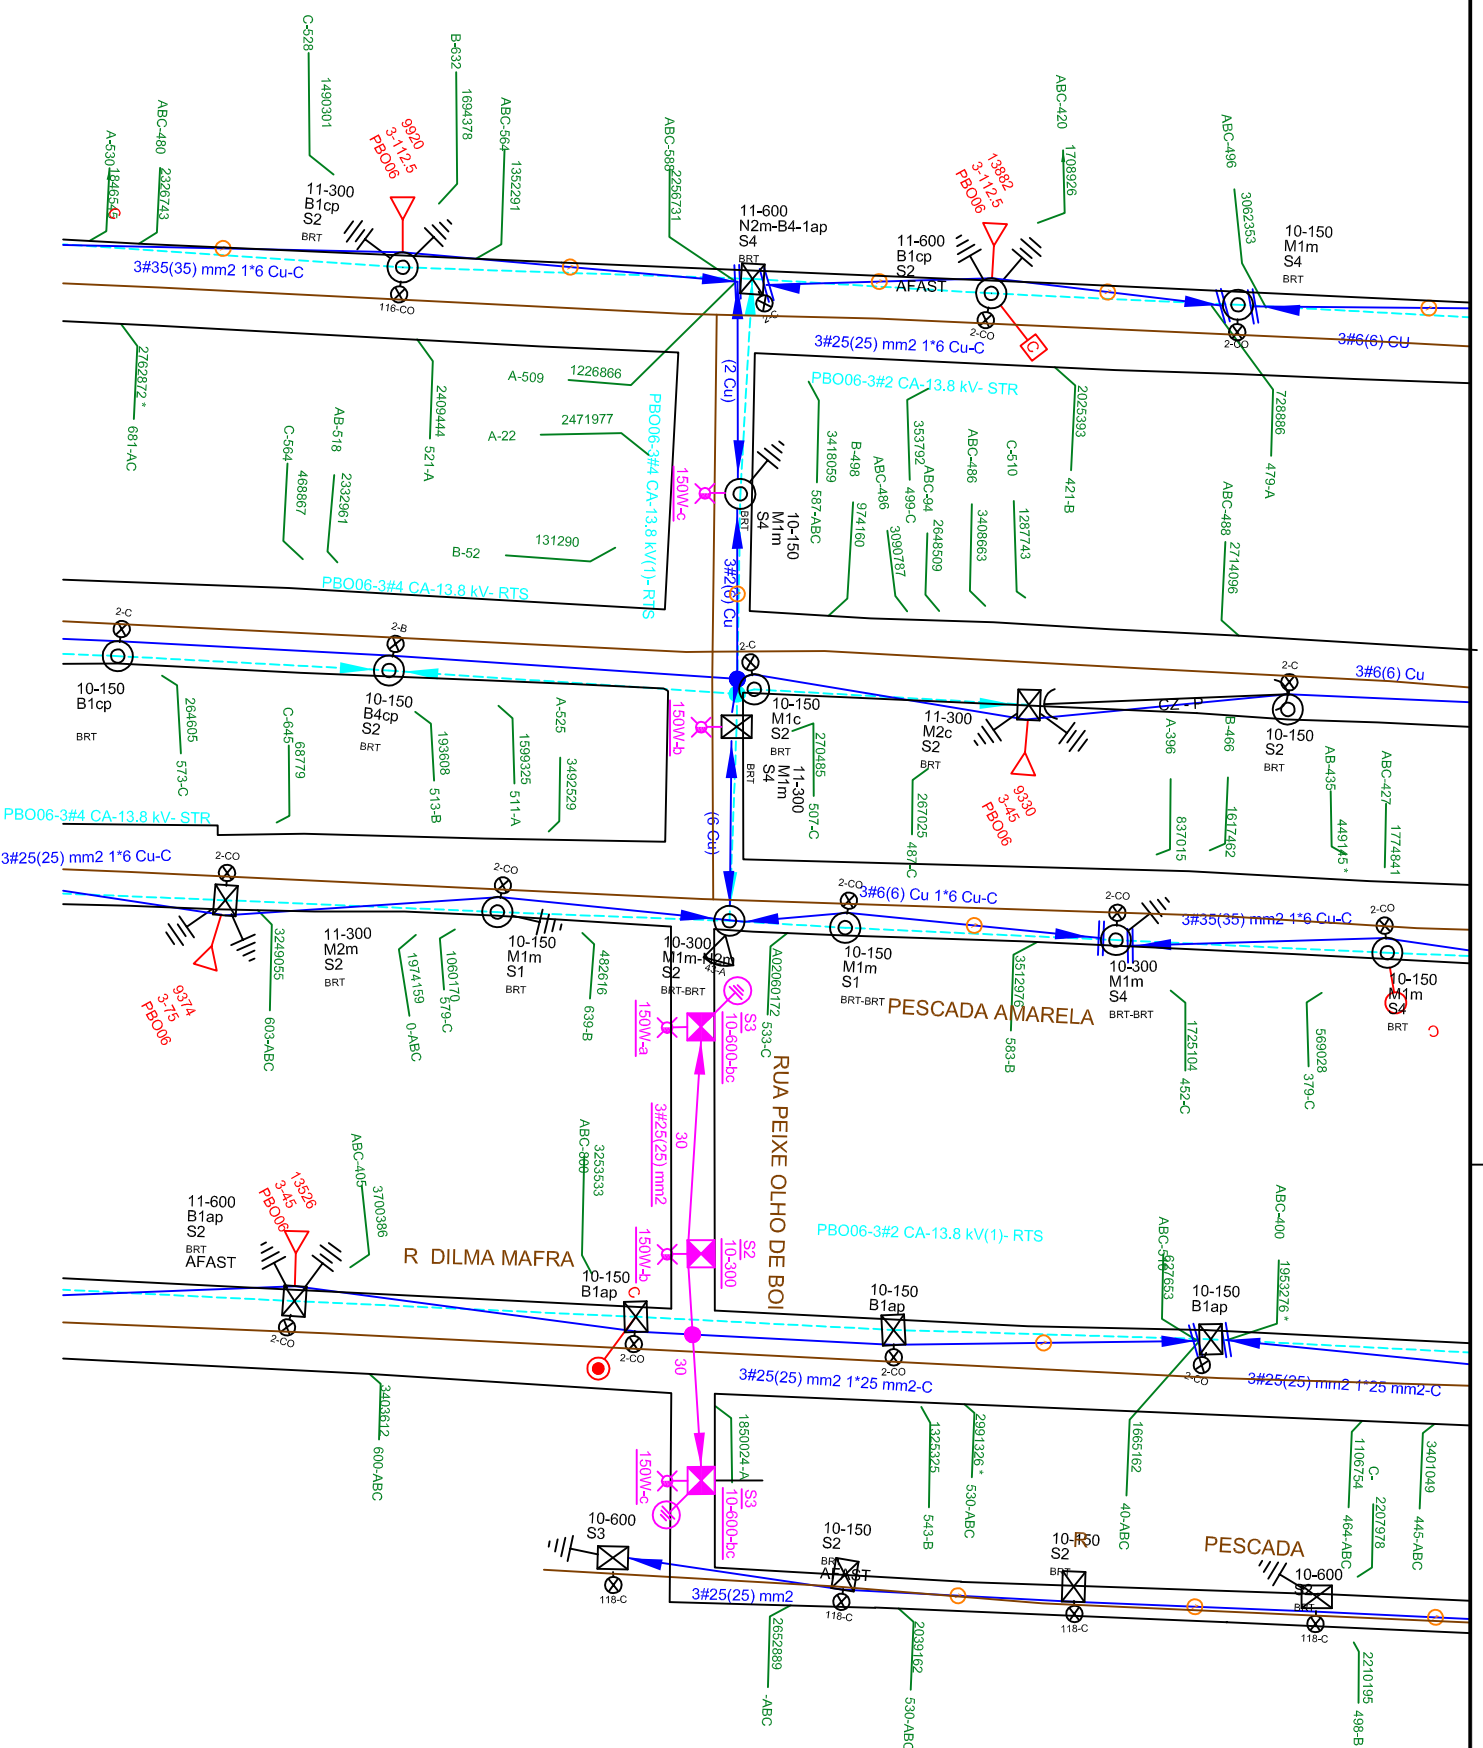 C-528
1490301
B-632
1694378
ABC-564
1352291
ABC-480
2326743
A-530
9920
3-112.5
PBO06
11-300
B1cp
S2
BRT
116-CO
3#35(35) mm2 1*6 Cu-C
ABC-588
2256731
11-600
N2m-B4-1ap
S4
BRT
11-600
B1cp
S2
AFAST
13882
3-112.5
PBO06
2-CO
C
ABC-420
1708926
ABC-496
3062353
10-150
M1m
S4
BRT
2-CO
3#25(25) mm2 1*6 Cu-C
3#6(6) CU
2762872 *
681-AC
2409444
521-A
A-509
1226866
A-22
2471977
B-52
131290
C-564
468867
AB-518
2332961
(2 Cu)
PBO06-3#4 CA-13.8 kV(1)- RTS
PBO06-3#4 CA-13.8 kV- RTS
PBO06-3#2 CA-13.8 kV- STR
150W-c
10-150
M1m
S4
BRT
3#2(6) Cu
3418059
587-ABC
B-498
974160
ABC-486
3090787
353792
499-C
ABC-94
2648509
ABC-486
3408663
C-510
1287743
2025393
421-B
728886
479-A
ABC-488
2714096
2-C
10-150
B1cp
BRT
2-B
10-150
B4cp
S2
BRT
2-C
10-150
M1c
S2
BRT
11-300
M1m
S4
BRT
150W-b
(6 Cu)
11-300
M2c
S2
BRT
CZ - P
2-C
10-150
S2
BRT
3#6(6) Cu
9330
3-45
PBO06
264605
573-C
C-645
687779
193608
513-B
1599325
511-A
A-525
3492529
270485
507-C
267025
487-C
A-396
837015
B-466
1617462
AB-435
449145 *
ABC-427
1774841
PBO06-3#4 CA-13.8 kV- STR
3#25(25) mm2 1*6 Cu-C
2-CO
2-CO
2-CO
3#6(6) Cu 1*6 Cu-C
2-CO
3#35(35) mm2 1*6 Cu-C
2-CO
9374
3-75
PBO06
11-300
M2m
S2
BRT
10-150
M1m
S1
BRT
10-300
S2
BRT-BRT
43-A
10-150
M1m
S1
BRT-BRT
10-300
M1m
S4
BRT-BRT
10-150
M1m
S4
BRT
3249055
603-ABC
1974159
0-ABC
1060170
579-C
482616
639-B
A02060172
533-C
3512976
583-B
1725104
452-C
569028
379-C
PESCADA AMARELA
150W-a
S3
10-600-bc
3#25(25) mm2
30
RUA PEIXE OLHO DE BOI
ABC-405
3700386
13526
3-45
PBO06
11-600
B1ap
S2
BRT
AFAST
2-CO
R DILMA MAFRA
ABC-800
3253533
10-150
B1ap
C
2-CO
150W-b
S2
10-300
PBO06-3#2 CA-13.8 kV(1)- RTS
10-150
B1ap
2-CO
627653
ABC-400
1953276 *
10-150
B1ap
2-CO
30
3#25(25) mm2 1*25 mm2-C
3#25(25) mm2 1*25 mm2-C
3403612
600-ABC
1850024-A
150W-c
S3
10-600-bc
1325325
543-B
2991326 *
530-ABC
1665162
40-ABC
1106754
464-ABC
C-
2207978
3401049
445-ABC
10-600
S3
118-C
3#25(25) mm2
10-150
S2
AFAST
118-C
R
S2
BRT
118-C
PESCADA
10-600
118-C
2652889
-ABC
2039162
530-ABC
2210195
498-B